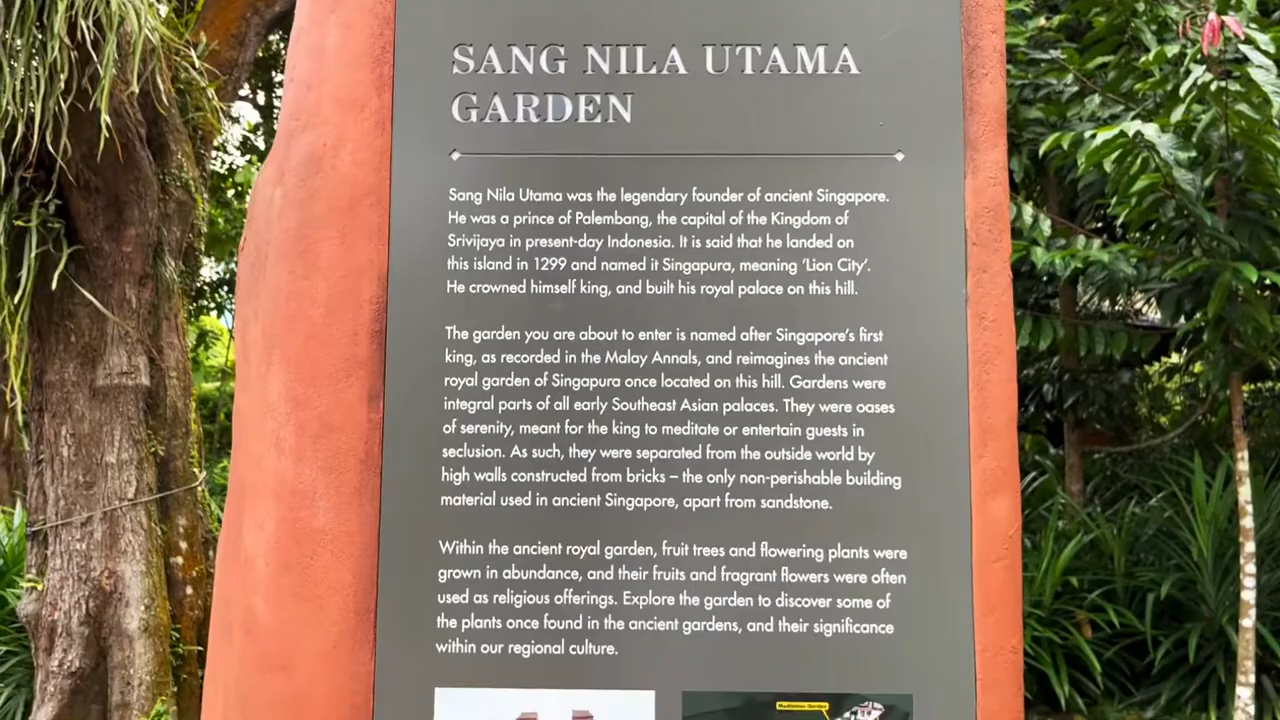 SANG NILA UTAMA
GARDEN
Sang Nila Utama was the legendary founder of ancient Singapore.
He was a prince of Palembang, the capital of the Kingdom of
Srivijaya in present-day Indonesia. It is said that he landed on
this island in 1299 and named it Singapura, meaning ‘Lion City’.
He crowned himself king, and built his royal palace on this hill.
The garden you are about to enter is named after Singapore’s first
king, as recorded in the Malay Annals, and reimagines the ancient
royal garden of Singapura once located on this hill. Gardens were
integral parts of all early Southeast Asian palaces. They were oases
of serenity, meant for the king to meditate or entertain guests in
seclusion. As such, they were separated from the outside world by
high walls constructed from bricks – the only non-perishable building
material used in ancient Singapore, apart from sandstone.
Within the ancient royal garden, fruit trees and flowering plants were
grown in abundance, and their fruits and fragrant flowers were often
used as religious offerings. Explore the garden to discover some of
the plants once found in the ancient gardens, and their significance
within our regional culture.
Meditation Garden